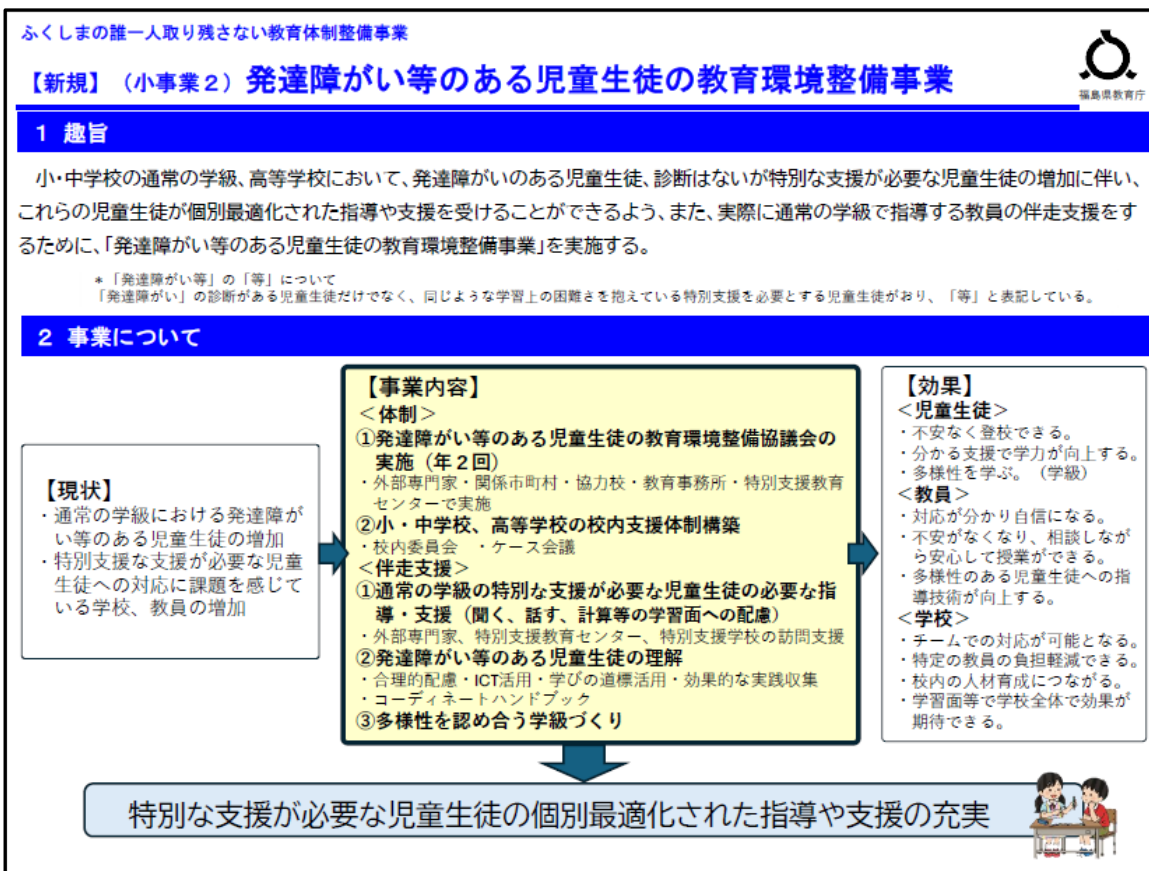 ふくしまの誰一人取り残さない教育体制整備事業
【新規】（小事業２）発達障がい等のある児童生徒の教育環境整備事業
福島県教育庁
１ 趣旨
小・中学校の通常の学級、高等学校において、発達障がいのある児童生徒、診断はないが特別な支援が必要な児童生徒の増加に伴い、
これらの児童生徒が個別最適化された指導や支援を受けることができるよう、また、実際に通常の学級で指導する教員の伴走支援をす
るために、「発達障がい等のある児童生徒の教育環境整備事業」を実施する。
＊「発達障がい等」の「等」について
「発達障がい」の診断がある児童生徒だけでなく、同じような学習上の困難さを抱えている特別支援を必要とする児童生徒がおり、「等」と表記している。
２ 事業について
【現状】
・通常の学級における発達障が
い等のある児童生徒の増加
・特別支援な支援が必要な児童
生徒への対応に課題を感じて
いる学校、教員の増加
【事業内容】
＜体制＞
①発達障がい等のある児童生徒の教育環境整備協議会の
実施（年２回）
・外部専門家・関係市町村・協力校・教育事務所・特別支援教育
センターで実施
②小・中学校、高等学校の校内支援体制構築
・校内委員会 ・ケース会議
＜伴走支援＞
①通常の学級の特別な支援が必要な児童生徒の必要な指
導・支援（聞く、話す、計算等の学習面への配慮）
・外部専門家、特別支援教育センター、特別支援学校の訪問支援
②発達障がい等のある児童生徒の理解
・合理的配慮・ICT活用・学びの道標活用・効果的な実践収集
・コーディネートハンドブック
③多様性を認め合う学級づくり
【効果】
＜児童生徒＞
・不安なく登校できる。
・分かる支援で学力が向上する。
・多様性を学ぶ。（学級）
＜教員＞
・対応が分かり自信になる。
・不安がなくなり、相談しなが
ら安心して授業ができる。
・多様性のある児童生徒への指
導技術が向上する。
＜学校＞
・チームでの対応が可能となる。
・特定の教員の負担軽減できる。
・校内の人材育成につながる。
・学習面等で学校全体で効果が
期待できる。
特別な支援が必要な児童生徒の個別最適化された指導や支援の充実